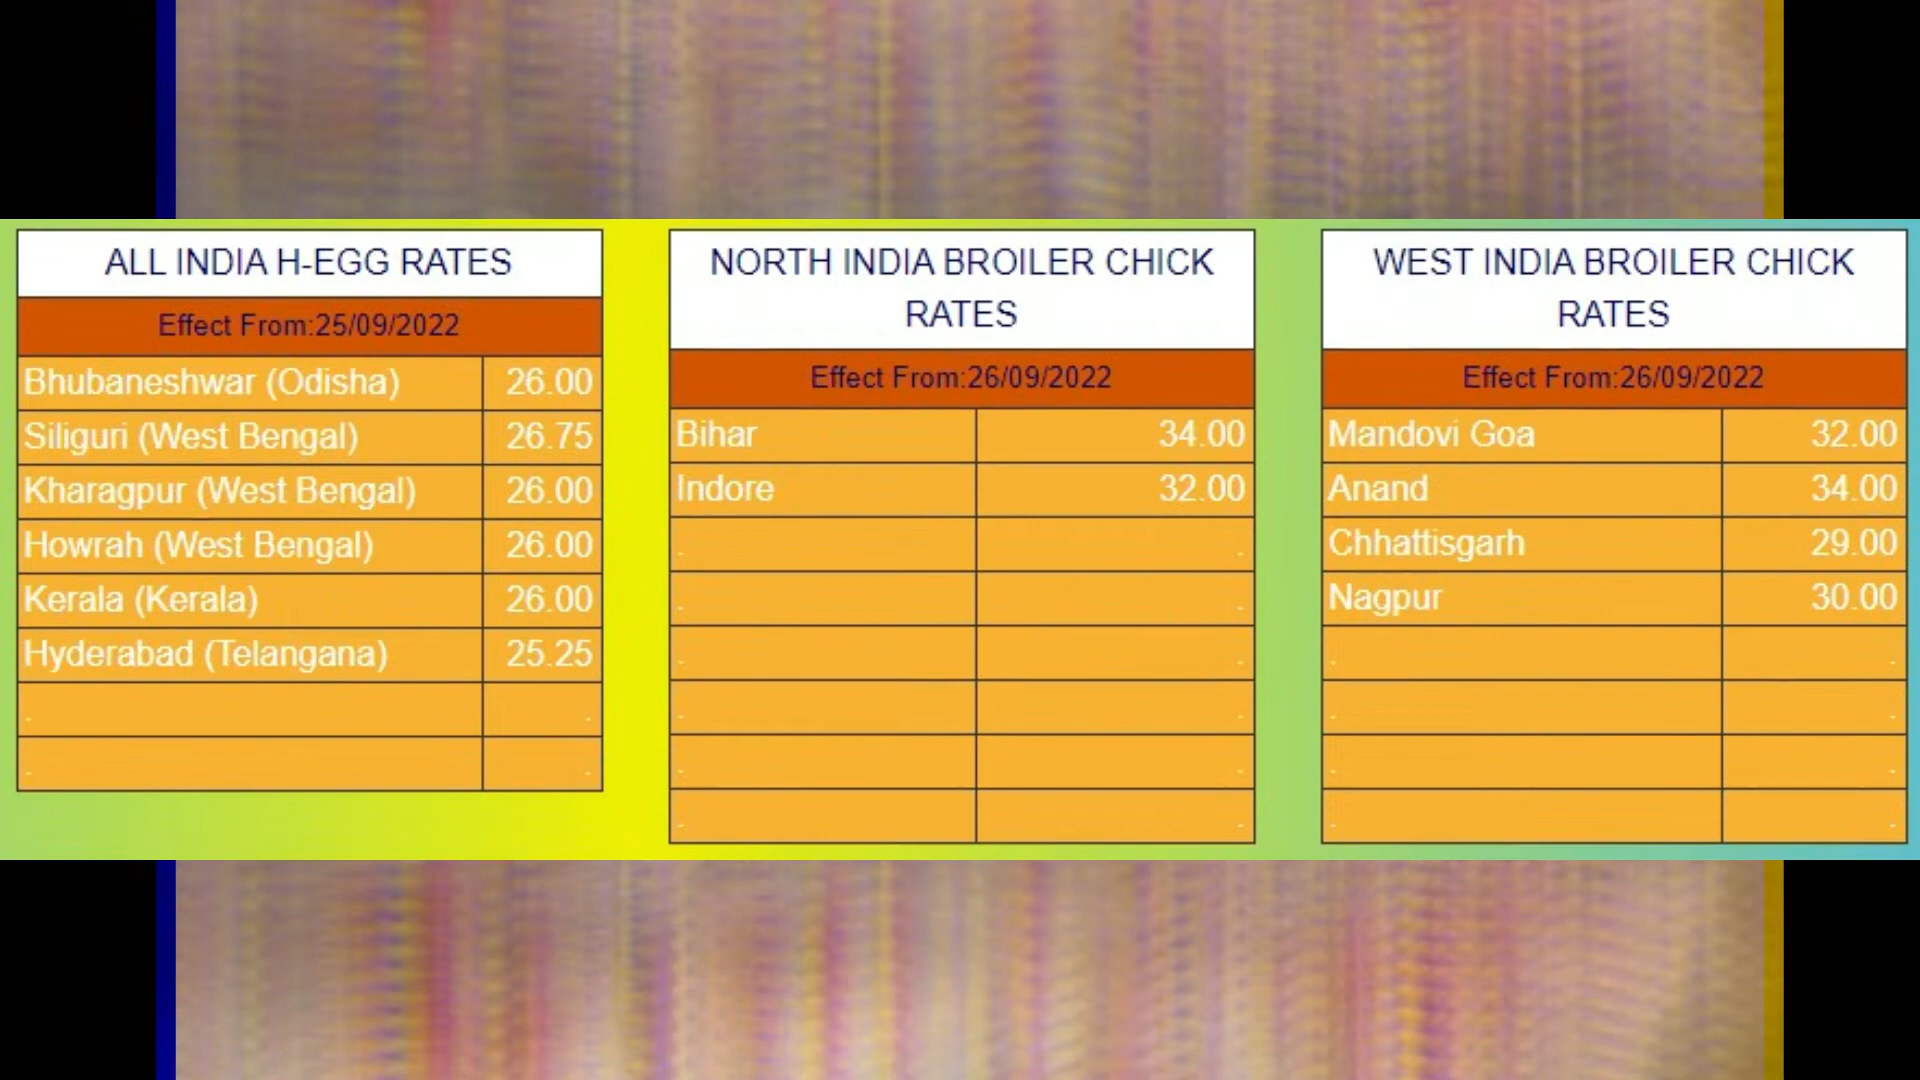 ALL INDIA H-EGG RATES
Effect From:25/09/2022
Bhubaneshwar (Odisha) 26.00
Siliguri (West Bengal) 26.75
Kharagpur (West Bengal) 26.00
Howrah (West Bengal) 26.00
Kerala (Kerala) 26.00
Hyderabad (Telangana) 25.25
. .
. .
NORTH INDIA BROILER CHICK
RATES
Effect From:26/09/2022
Bihar 34.00
Indore 32.00
. .
. .
. .
. .
. .
. .
WEST INDIA BROILER CHICK
RATES
Effect From:26/09/2022
Mandovi Goa 32.00
Anand 34.00
Chhattisgarh 29.00
Nagpur 30.00
. .
. .
. .
. .